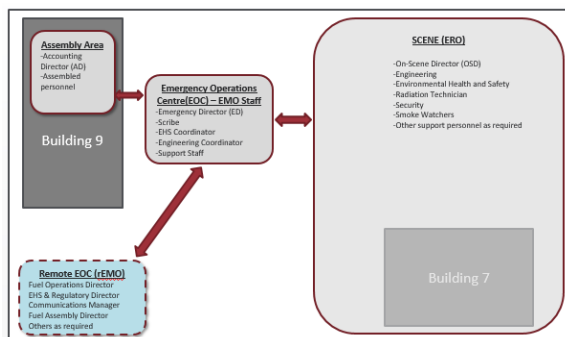 Assembly Area
-Accounting
Director (AD)
-Assembled
personnel
Building 9
Emergency Operations
Centre(EOC) – EMO Staff
-Emergency Director (ED)
-Scribe
-EHS Coordinator
-Engineering Coordinator
-Support Staff
Remote EOC (rEMO)
Fuel Operations Director
EHS & Regulatory Director
Communications Manager
Fuel Assembly Director
Others as required
SCENE (ERO)
-On-Scene Director (OSD)
-Engineering
-Environmental Health and Safety
-Radiation Technician
-Security
-Smoke Watchers
-Other support personnel as required
Building 7